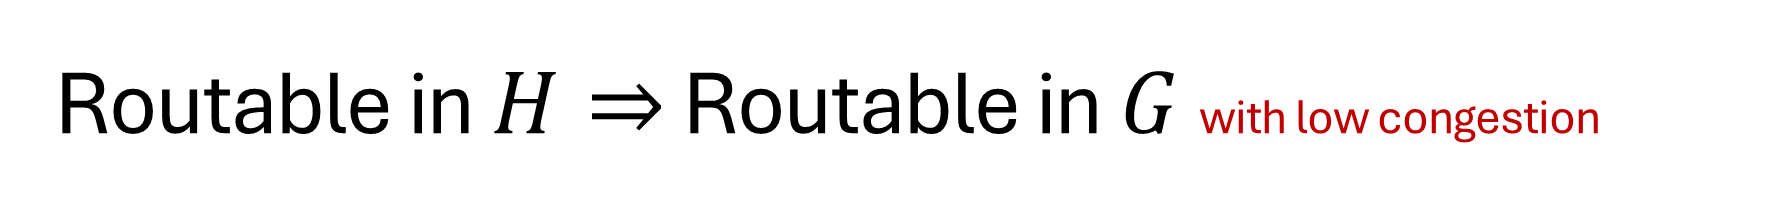 Routable in H ⇒ Routable in G with low congestion